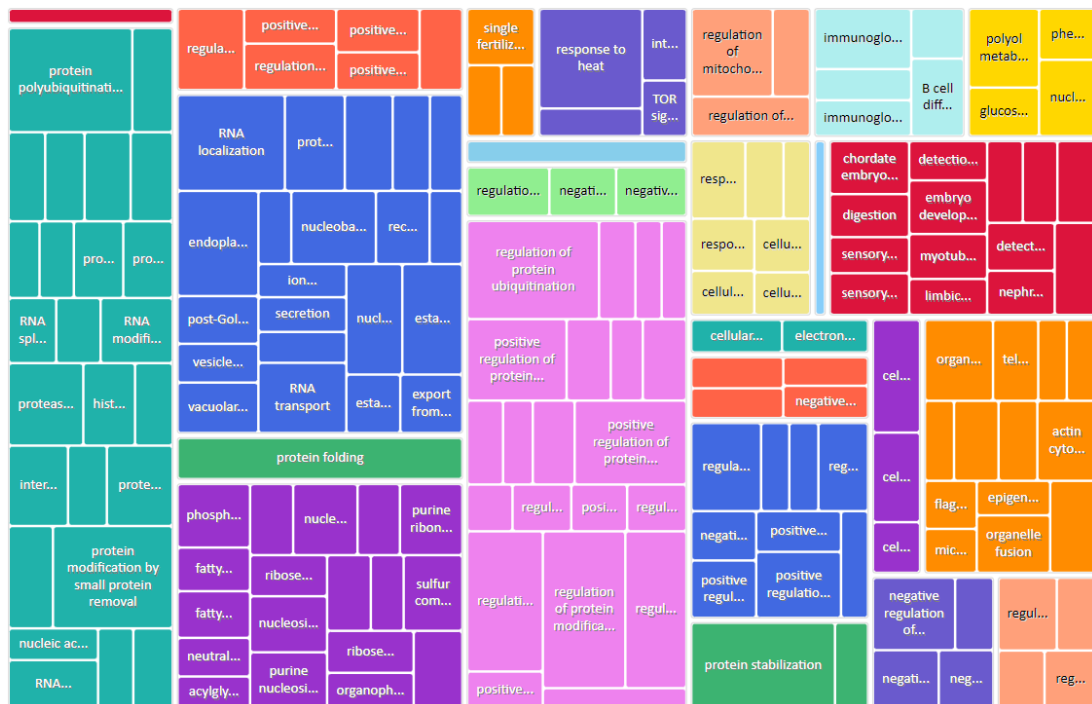 protein
polyubiquitinati...
pro...
pro...
RNA
spl...
RNA
modifi...
proteas...
hist...
inter...
prote...
protein
modification by
small protein
removal
nucleic ac...
RNA...
regula...
positive...
regulation...
positive...
positive...
RNA
localization
prot...
endopla...
nucleoba...
rec...
ion...
post-Gol...
secretion
nucl...
esta...
vesicle...
vacuolar...
RNA
transport
esta...
export
from...
protein folding
phosph...
nucle...
purine
ribon...
fatty...
ribose...
sulfur
com...
fatty...
nucleosi...
neutral...
ribose...
acylgly...
purine
nucleosi...
organoph...
single
fertiliz...
response to
heat
int...
TOR
sig...
regulatio...
negati...
negativ...
regulation of
protein
ubiquitination
positive
regulation of
protein...
positive
regulation of
protein...
regul...
posi...
regul...
regulati...
regulation
of protein
modifica...
regul...
positive...
regulation
of
mitocho...
regulation of...
immunoglo...
B cell
diff...
immunoglo...
polyol
metab...
phe...
glucos...
nucl...
resp...
respo...
cellu...
cellul...
cellu...
chordate
embryo...
detectio...
digestion
embryo
develop...
sensory...
myotub...
detect...
sensory...
limbic...
nephr...
cellular...
electron...
negative...
regula...
reg...
negati...
positive...
positive
regul...
positive
regulatio...
protein stabilization
cel...
cel...
cel...
organ...
tel...
actin
cyto...
flag...
epigen...
mic...
organelle
fusion
negative
regulation
of...
negati...
neg...
regul...
reg...